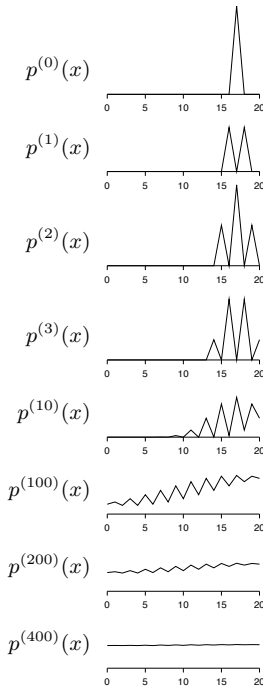 p^{(0)}(x)
0 5 10 15 20
p^{(1)}(x)
0 5 10 15 20
p^{(2)}(x)
0 5 10 15 20
p^{(3)}(x)
0 5 10 15 20
p^{(10)}(x)
0 5 10 15 20
p^{(100)}(x)
0 5 10 15 20
p^{(200)}(x)
0 5 10 15 20
p^{(400)}(x)
0 5 10 15 20